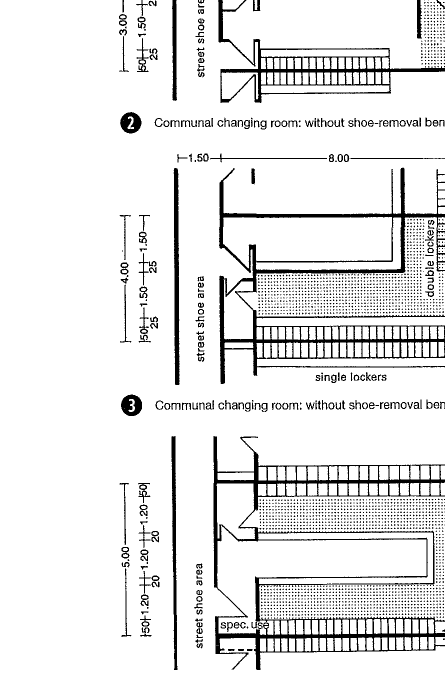 3.00
1.50
50
25
street shoe area
2 Communal changing room: without shoe-removal ben
1.50
8.00
4.00
1.50
25
1.50
50
25
street shoe area
double lockers
single lockers
3 Communal changing room: without shoe-removal ben
5.00
50
1.20
20
1.20
20
1.20
50
street shoe area
spec. use